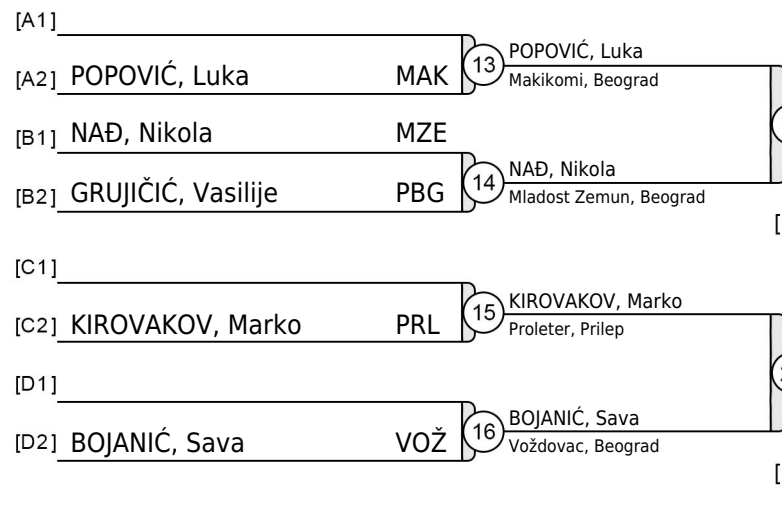 [A1]
[A2] POPOVIĆ, Luka MAK
13
POPOVIĆ, Luka
Makikomi, Beograd
[B1] NAĐ, Nikola MZE
[B2] GRUJIČIĆ, Vasilije PBG
14
NAĐ, Nikola
Mladost Zemun, Beograd
[C1]
[C2] KIROVAKOV, Marko PRL
15
KIROVAKOV, Marko
Proleter, Prilep
[D1]
[D2] BOJANIĆ, Sava VOŽ
16
BOJANIĆ, Sava
Voždovac, Beograd